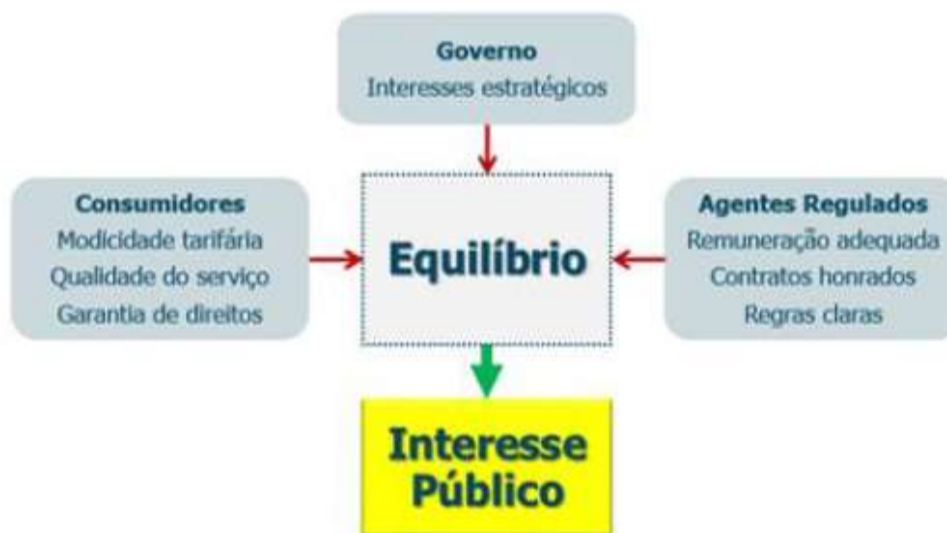 Governo
Interesses estratégicos
Consumidores
Modicidade tarifária
Qualidade do serviço
Garantia de direitos
Equilíbrio
Agentes Regulados
Remuneração adequada
Contratos honrados
Regras claras
Interesse
Público